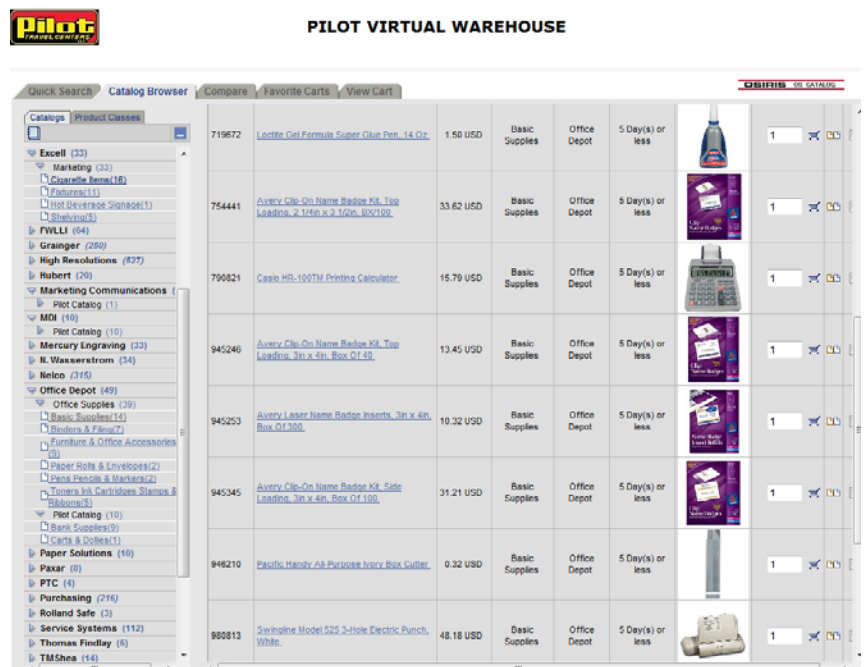 Pilot
TRAVEL CENTERS
PILOT VIRTUAL WAREHOUSE
Quick Search
Catalog Browser
Compare
Favorite Carts
View Cart
OSIRIS OS CATALOG
Catalogs
Product Classes
Excell (33)
Marketing (33)
Cigarette Items(16)
Fixtures(11)
Hot Beverage Signage(1)
Shelving(5)
FWLLI (64)
Grainger (250)
High Resolutions (627)
Hubert (20)
Marketing Communications (
Pilot Catalog (1)
MDI (10)
Pilot Catalog (10)
Mercury Engraving (33)
N. Wasserstrom (34)
Nelco (315)
Office Depot (49)
Office Supplies (39)
Basic Supplies(14)
Binders & Filing(7)
Furniture & Office Accessories
(9)
Paper Rolls & Envelopes(2)
Pens Pencils & Markers(2)
Toners Ink Cartridges Stamps &
Ribbons(5)
Pilot Catalog (10)
Bank Supplies(9)
Carts & Dollies(1)
Paper Solutions (10)
Paxar (8)
PTC (4)
Purchasing (216)
Rolland Safe (3)
Service Systems (112)
Thomas Findlay (6)
TMShea (14)
719672 Loctite Gel Formula Super Glue Pen, .14 Oz. 1.50 USD Basic Supplies Office Depot 5 Day(s) or less 1
754441 Avery Clip-On Name Badge Kit, Top Loading, 2 1/4in x 3 1/2in, BX/100 33.62 USD Basic Supplies Office Depot 5 Day(s) or less 1
790821 Casio HR-100TM Printing Calculator 15.79 USD Basic Supplies Office Depot 5 Day(s) or less 1
945246 Avery Clip-On Name Badge Kit, Top Loading, 3in x 4in, Box Of 40 13.45 USD Basic Supplies Office Depot 5 Day(s) or less 1
945253 Avery Laser Name Badge Inserts, 3in x 4in, Box Of 300 10.32 USD Basic Supplies Office Depot 5 Day(s) or less 1
945345 Avery Clip-On Name Badge Kit, Side Loading, 3in x 4in, Box Of 100 31.21 USD Basic Supplies Office Depot 5 Day(s) or less 1
946210 Pacific Handy All-Purpose Ivory Box Cutter 0.32 USD Basic Supplies Office Depot 5 Day(s) or less 1
980813 Swingline Model 525 3-Hole Electric Punch, White 48.18 USD Basic Supplies Office Depot 5 Day(s) or less 1